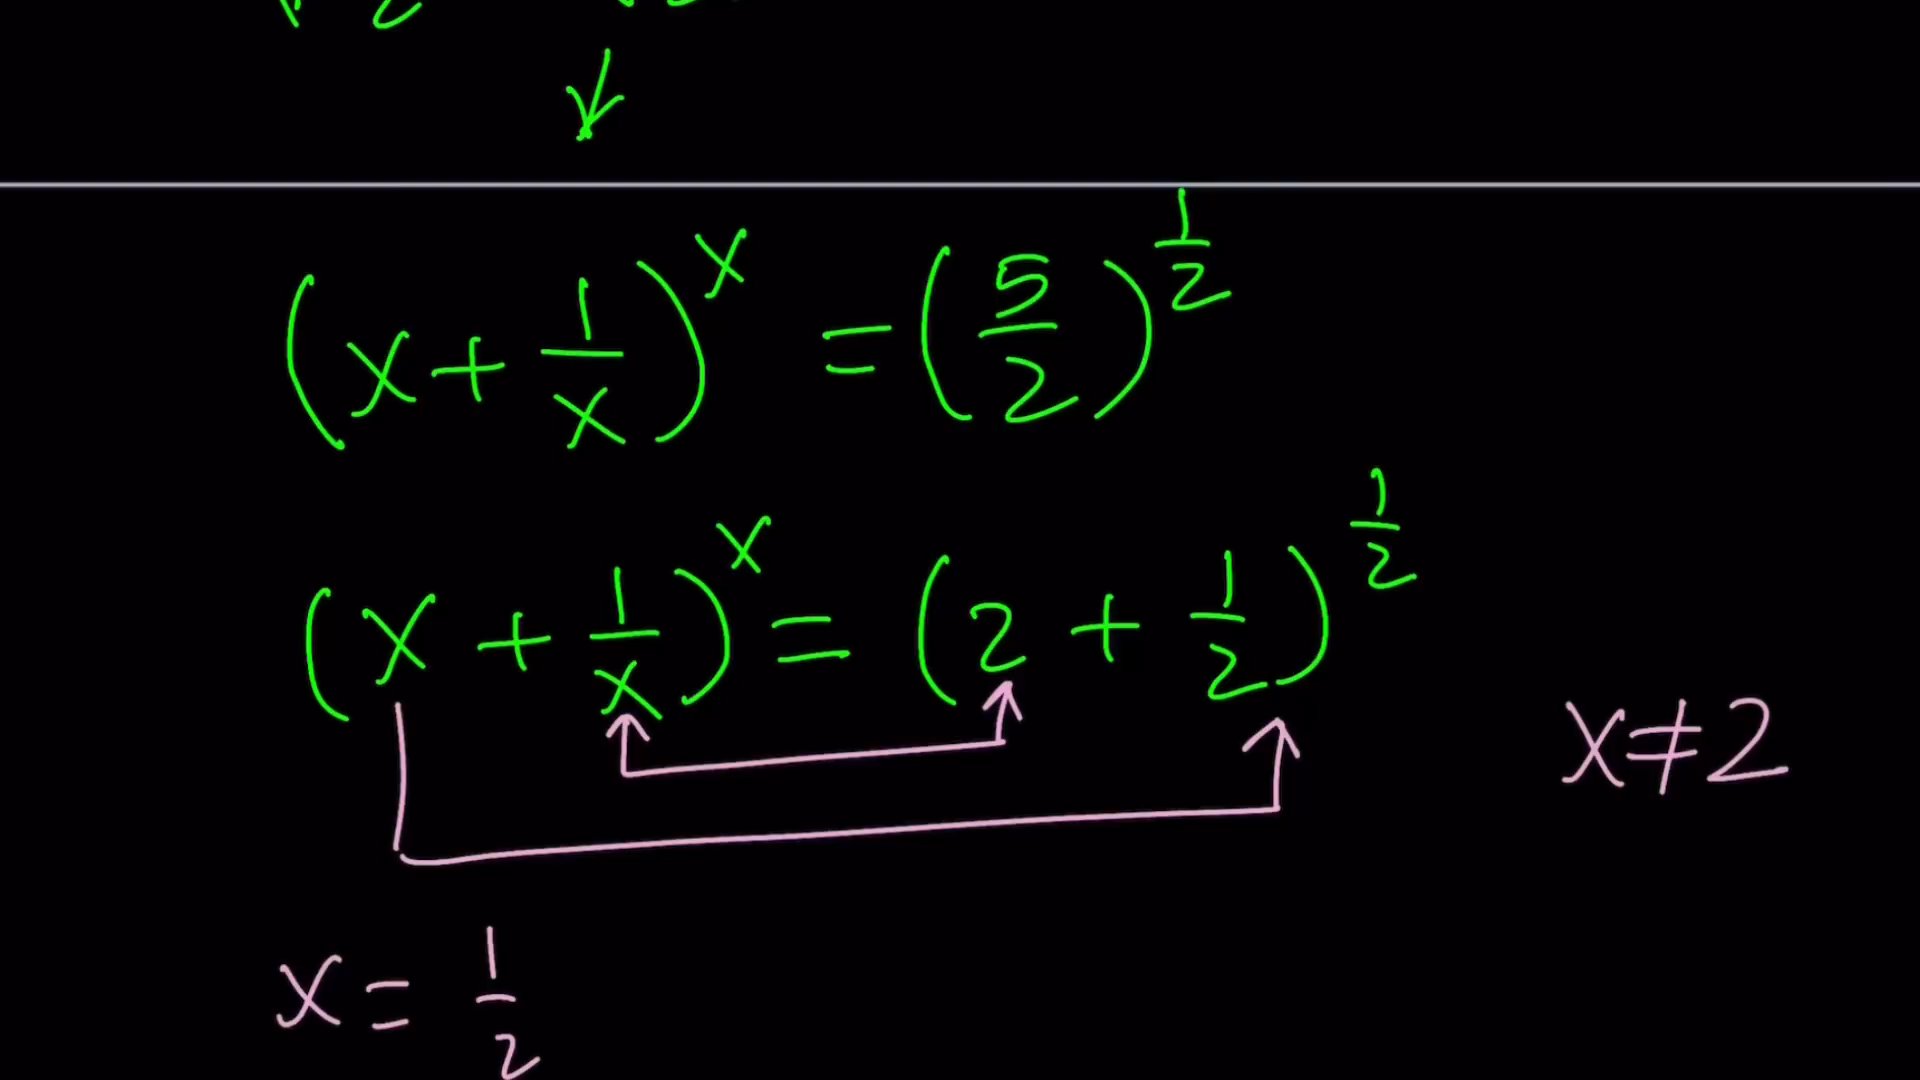 (x + 1/x)^x = (5/2)^(1/2)
(x + 1/x)^x = (2 + 1/2)^(1/2)
x ≠ 2
x = 1/2